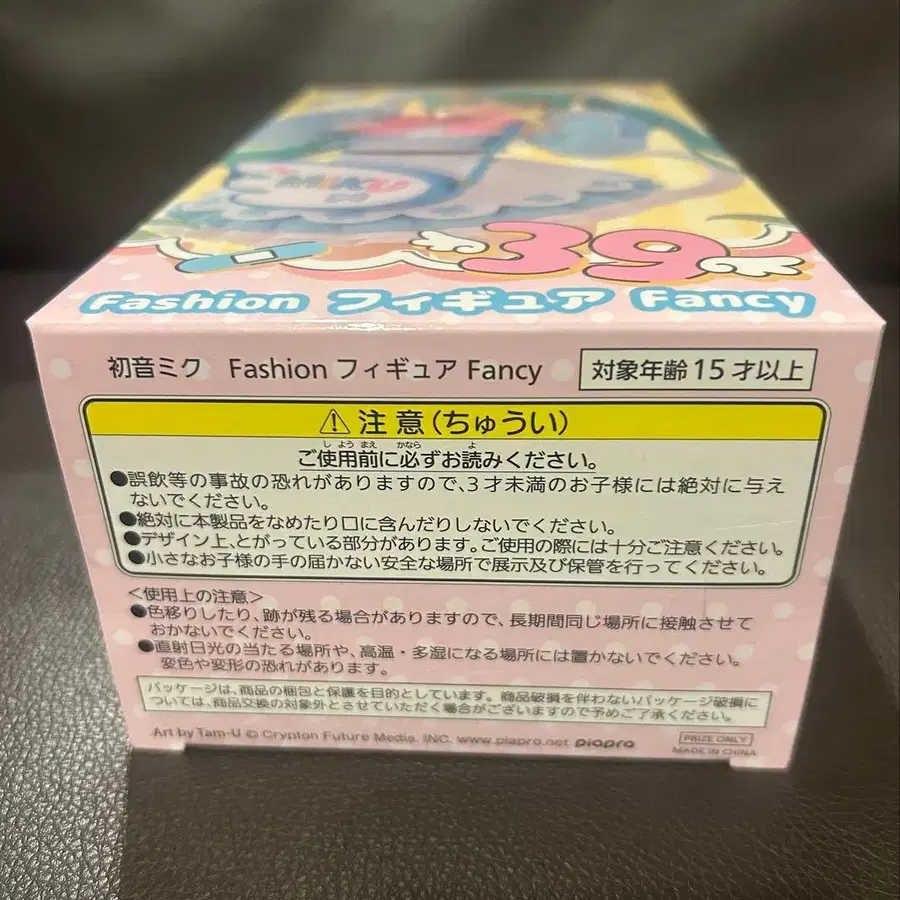 MIKU
39
Fashion フィギュア Fancy
初音ミク Fashion フィギュア Fancy
対象年齢 15 才以上
⚠注意(ちゅうい)
し よう まえ かなら よ
ご使用前に必ずお読みください。
●誤飲等の事故の恐れがありますので、3才未満のお子様には絶対に与え
ないでください。
●絶対に本製品をなめたり口に含んだりしないでください。
●デザイン上、とがっている部分があります。ご使用の際には十分ご注意ください。
●小さなお子様の手の届かない安全な場所で展示及び保管を行ってください。
<使用上の注意>
●色移りしたり、跡が残る場合がありますので、長期間同じ場所に接触させて
おかないでください。
●直射日光の当たる場所や、高温・多湿になる場所には置かないでください。
変色や変形の恐れがあります。
パッケージは、商品の梱包と保護を目的としています。商品破損を伴わないパッケージ破損に
ついては、商品交換の対象外とさせていただく場合がございますので予めご了承ください。
Art by Tam-U © Crypton Future Media, INC. www.piapro.net piapro
PRIZE ONLY
MADE IN CHINA